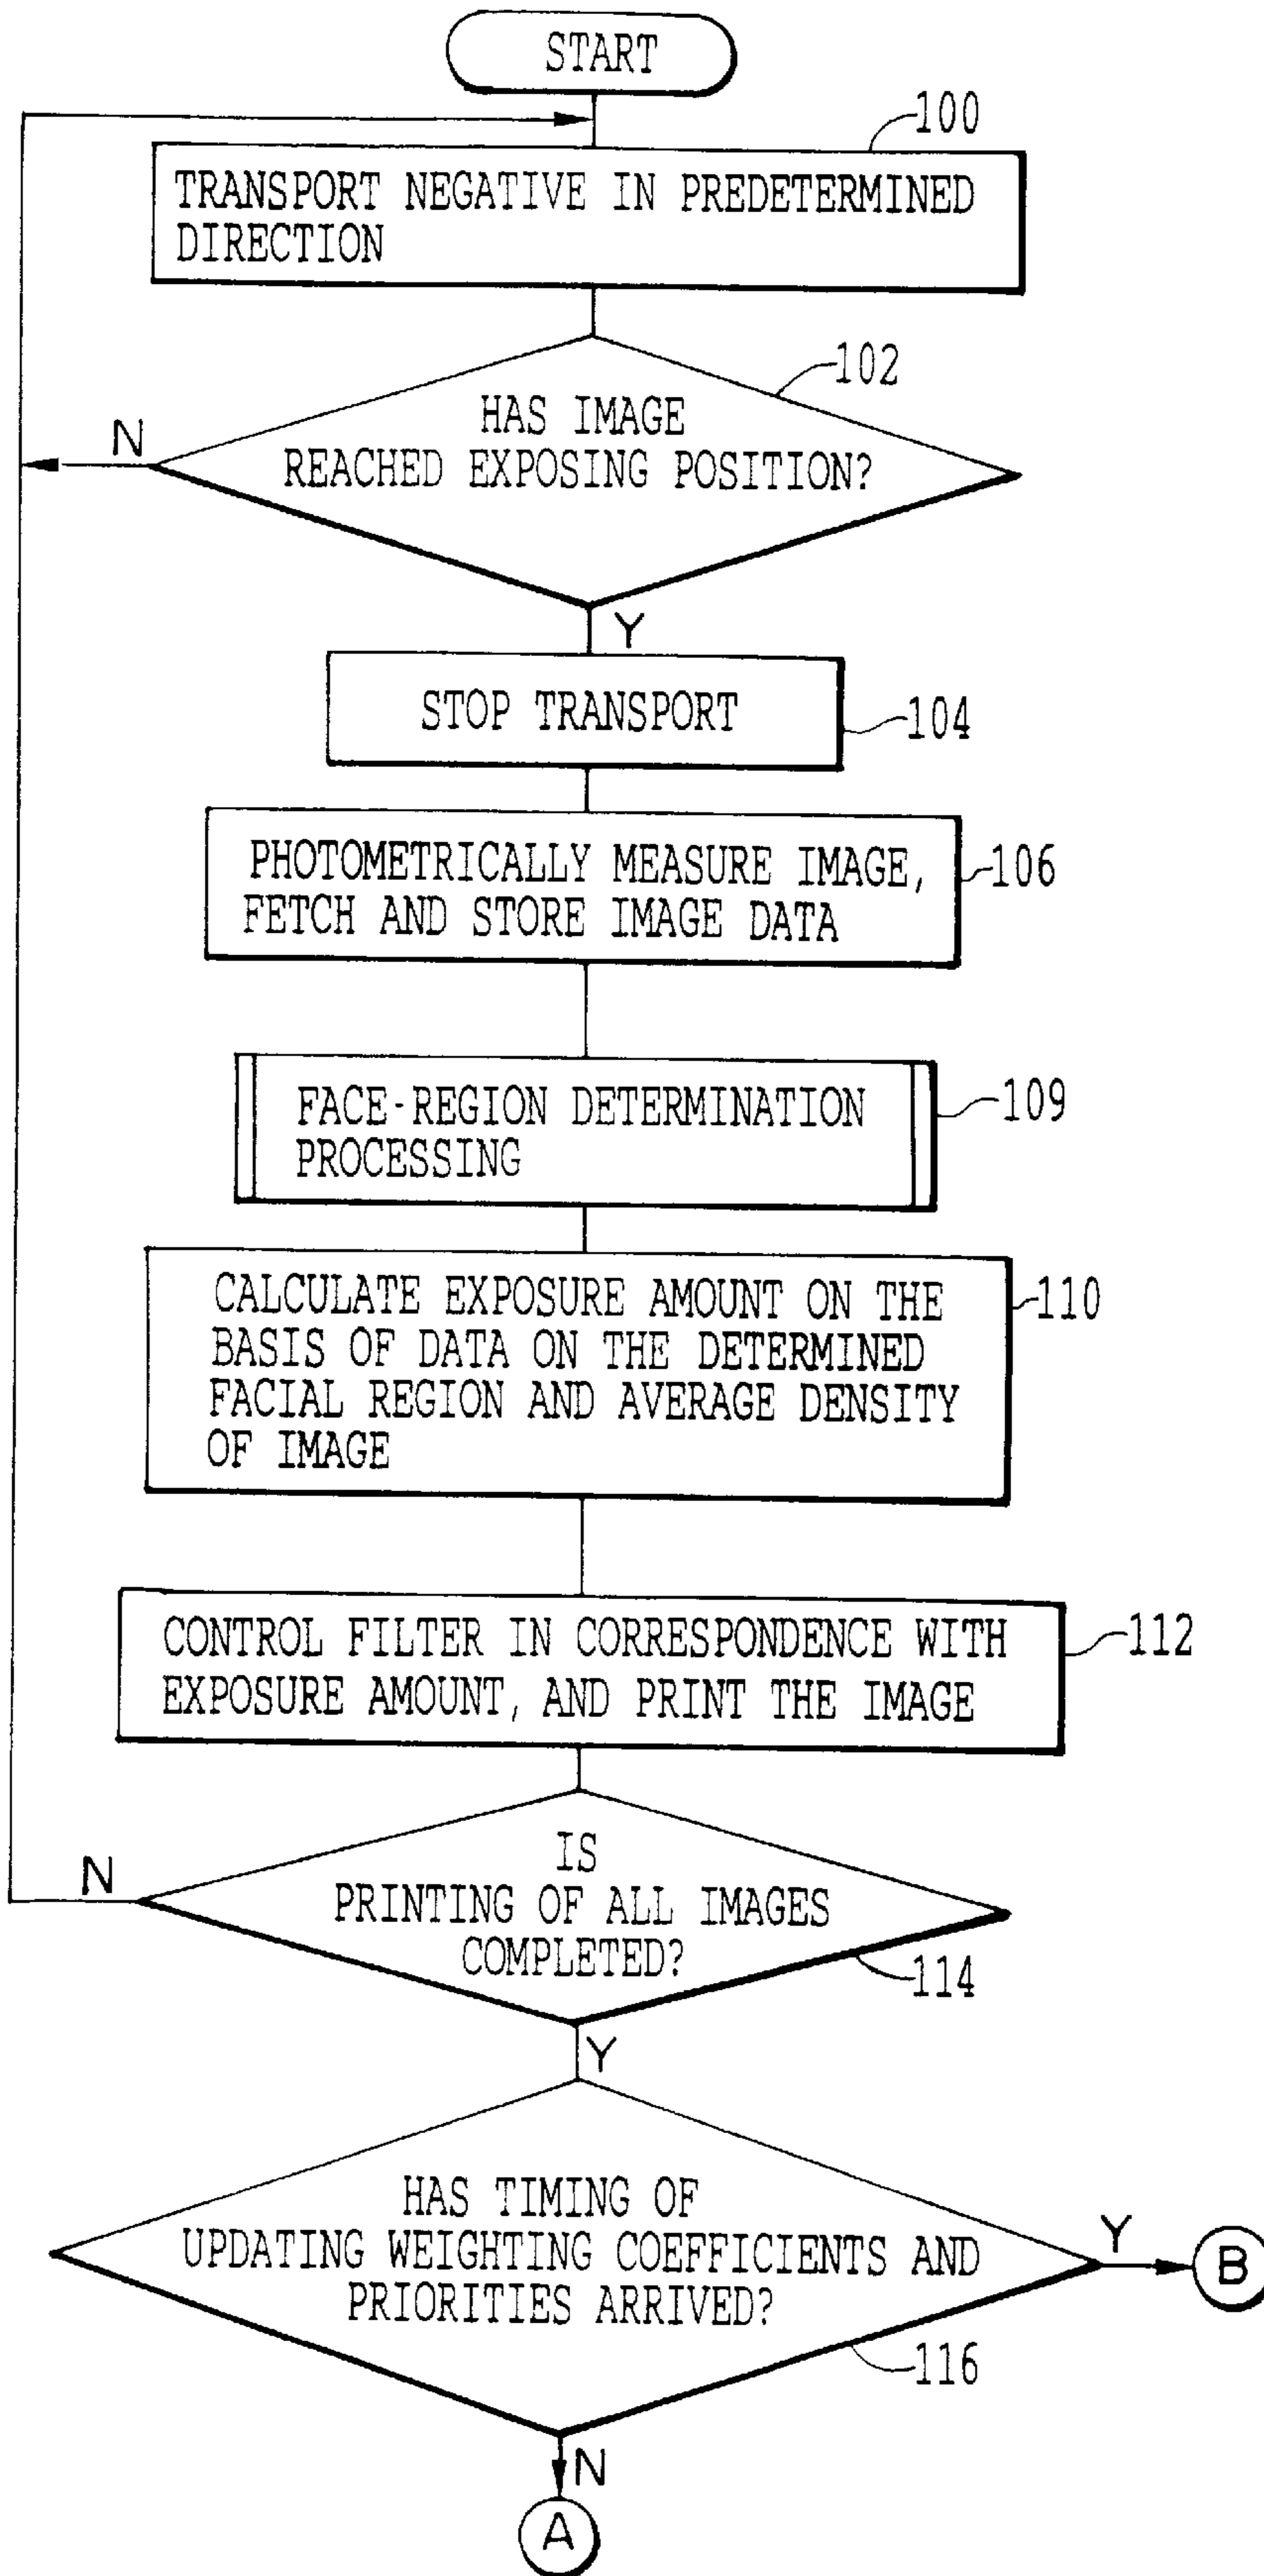 START
100
TRANSPORT NEGATIVE IN PREDETERMINED
DIRECTION
102
HAS IMAGE
REACHED EXPOSING POSITION?
N
Y
STOP TRANSPORT
104
PHOTOMETRICALLY MEASURE IMAGE,
FETCH AND STORE IMAGE DATA
106
FACE-REGION DETERMINATION
PROCESSING
109
CALCULATE EXPOSURE AMOUNT ON THE
BASIS OF DATA ON THE DETERMINED
FACIAL REGION AND AVERAGE DENSITY
OF IMAGE
110
CONTROL FILTER IN CORRESPONDENCE WITH
EXPOSURE AMOUNT, AND PRINT THE IMAGE
112
IS
PRINTING OF ALL IMAGES
COMPLETED?
N
114
Y
HAS TIMING OF
UPDATING WEIGHTING COEFFICIENTS AND
PRIORITIES ARRIVED?
Y
B
116
N
A